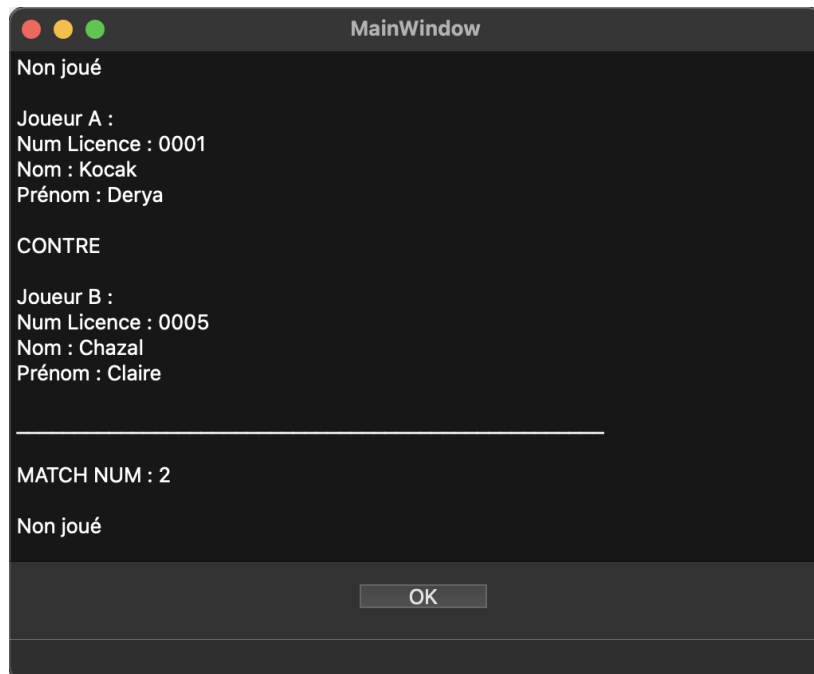 MainWindow
Non joué
Joueur A :
Num Licence : 0001
Nom : Kocak
Prénom : Derya
CONTRE
Joueur B :
Num Licence : 0005
Nom : Chazal
Prénom : Claire
MATCH NUM : 2
Non joué
OK